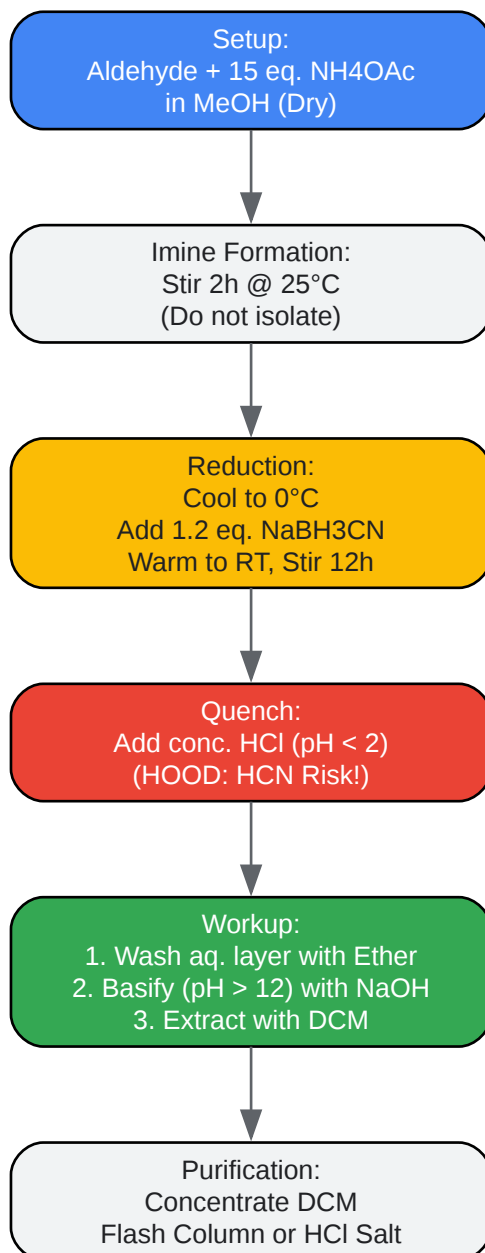 Setup:
Aldehyde + 15 eq. NH4OAc
in MeOH (Dry)
Imine Formation:
Stir 2h @ 25°C
(Do not isolate)
Reduction:
Cool to 0°C
Add 1.2 eq. NaBH3CN
Warm to RT, Stir 12h
Quench:
Add conc. HCl (pH < 2)
(HOOD: HCN Risk!)
Workup:
1. Wash aq. layer with Ether
2. Basify (pH > 12) with NaOH
3. Extract with DCM
Purification:
Concentrate DCM
Flash Column or HCl Salt